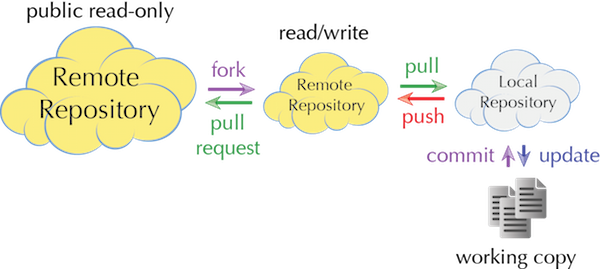 public read-only
Remote
Repository
fork
pull
request
read/write
Remote
Repository
pull
push
Local
Repository
commit
update
working copy